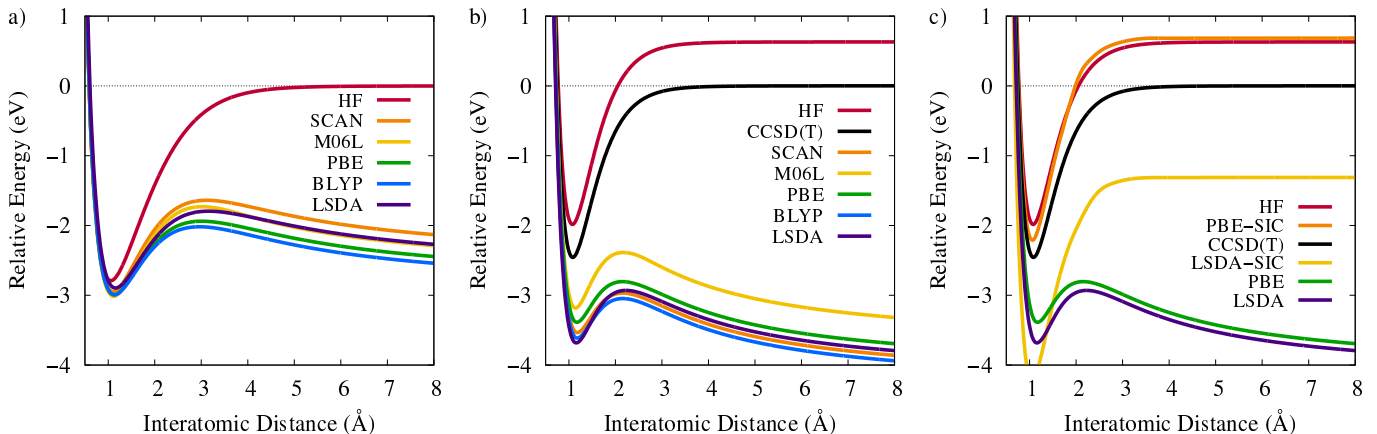 a)
1
0
−1
−2
−3
−4
Relative Energy (eV)
HF
SCAN
M06L
PBE
BLYP
LSDA
1 2 3 4 5 6 7 8
Interatomic Distance (Å)
b)
1
0
−1
−2
−3
−4
Relative Energy (eV)
HF
CCSD(T)
SCAN
M06L
PBE
BLYP
LSDA
1 2 3 4 5 6 7 8
Interatomic Distance (Å)
c)
1
0
−1
−2
−3
−4
Relative Energy (eV)
HF
PBE−SIC
CCSD(T)
LSDA−SIC
PBE
LSDA
1 2 3 4 5 6 7 8
Interatomic Distance (Å)